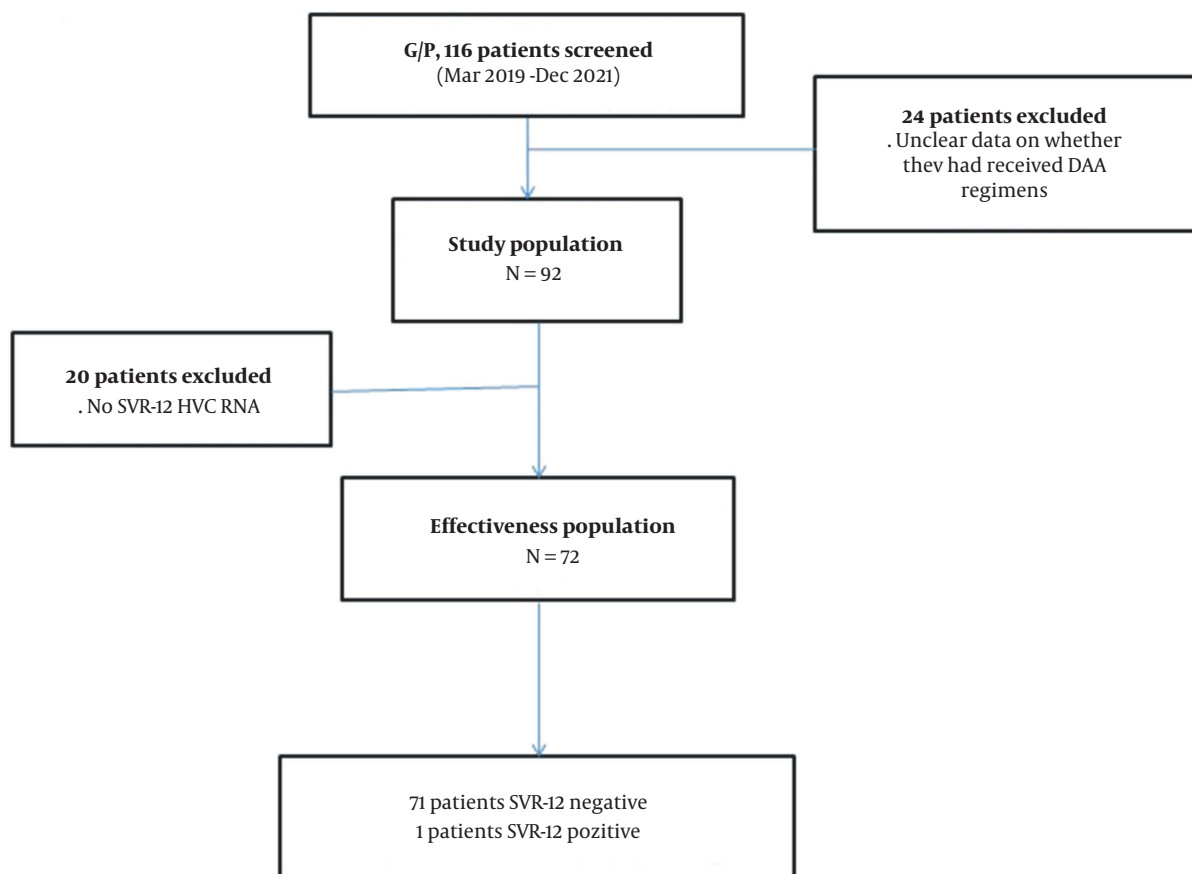 G/P, 116 patients screened
(Mar 2019 -Dec 2021)
24 patients excluded
. Unclear data on whether
thev had received DAA
regimens
Study population
N = 92
20 patients excluded
. No SVR-12 HVC RNA
Effectiveness population
N = 72
71 patients SVR-12 negative
1 patients SVR-12 pozitive